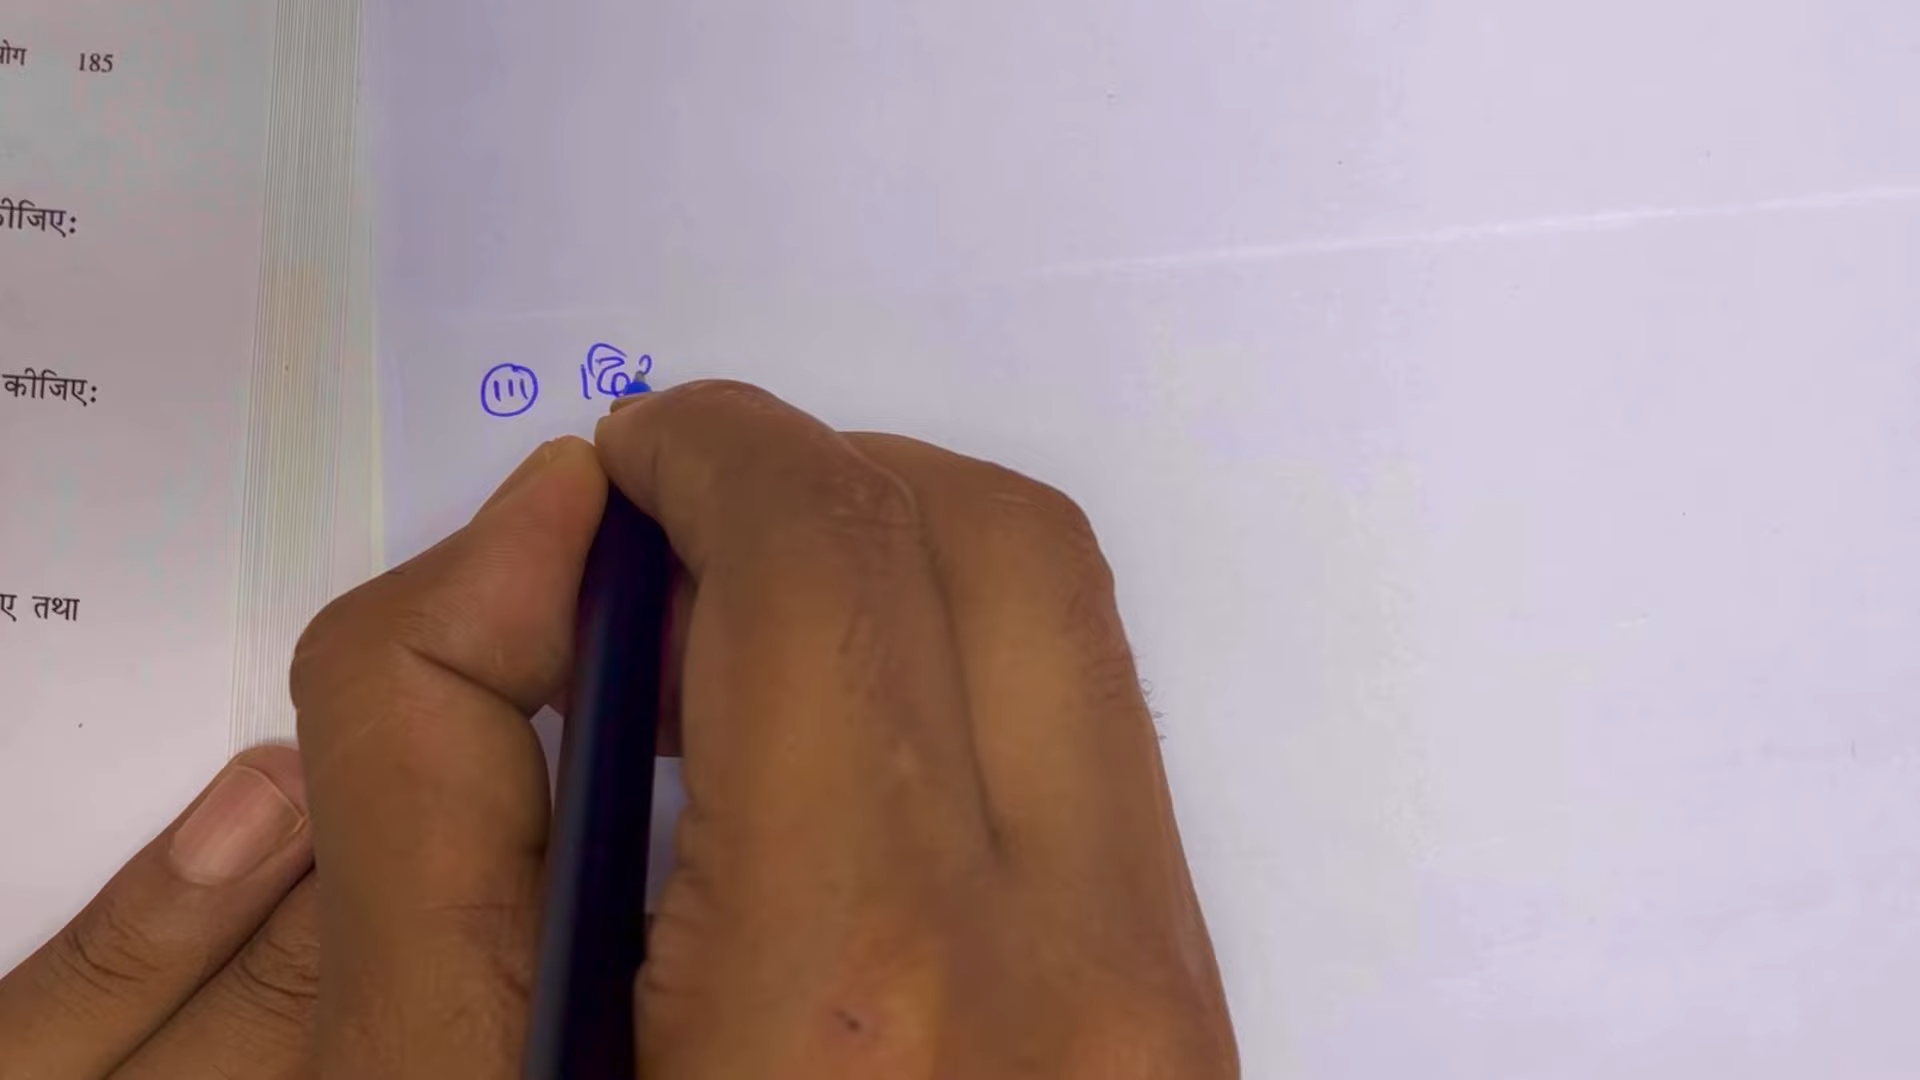 योग 185
कीजिए:
(iii) दि
कीजिए:
ए तथा